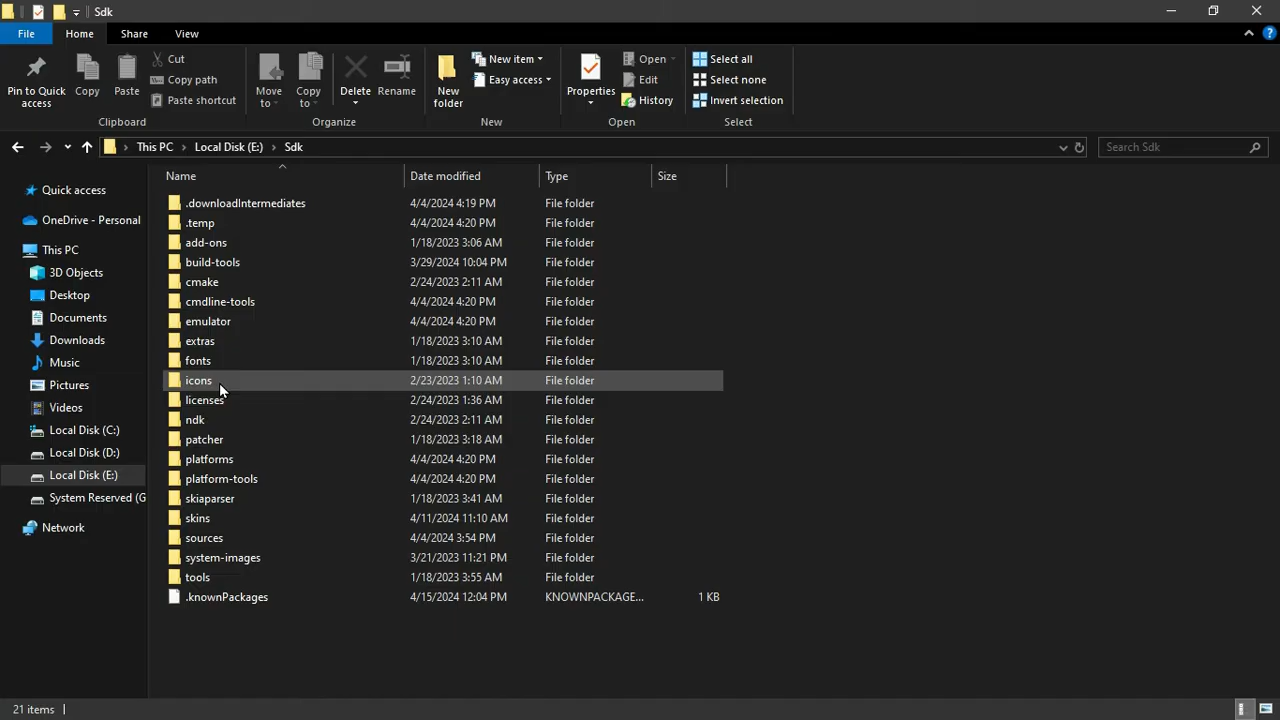 Sdk
File Home Share View
Pin to Quick access
Copy
Paste
Cut
Copy path
Paste shortcut
Clipboard
Move to
Copy to
Delete
Rename
Organize
New folder
New item
Easy access
New
Properties
Open
Edit
History
Open
Select all
Select none
Invert selection
Select
This PC > Local Disk (E:) > Sdk
Search Sdk
Quick access
OneDrive - Personal
This PC
3D Objects
Desktop
Documents
Downloads
Music
Pictures
Videos
Local Disk (C:)
Local Disk (D:)
Local Disk (E:)
System Reserved (G
Network
Name Date modified Type Size
.downloadIntermediates 4/4/2024 4:19 PM File folder
.temp 4/4/2024 4:20 PM File folder
add-ons 1/18/2023 3:06 AM File folder
build-tools 3/29/2024 10:04 PM File folder
cmake 2/24/2023 2:11 AM File folder
cmdline-tools 4/4/2024 4:20 PM File folder
emulator 4/4/2024 4:20 PM File folder
extras 1/18/2023 3:10 AM File folder
fonts 1/18/2023 3:10 AM File folder
icons 2/23/2023 1:10 AM File folder
licenses 2/24/2023 1:36 AM File folder
ndk 2/24/2023 2:11 AM File folder
patcher 1/18/2023 3:18 AM File folder
platforms 4/4/2024 4:20 PM File folder
platform-tools 4/4/2024 4:20 PM File folder
skiaparser 1/18/2023 3:41 AM File folder
skins 4/11/2024 11:10 AM File folder
sources 4/4/2024 3:54 PM File folder
system-images 3/21/2023 11:21 PM File folder
tools 1/18/2023 3:55 AM File folder
.knownPackages 4/15/2024 12:04 PM KNOWNPACKAGE... 1 KB
21 items